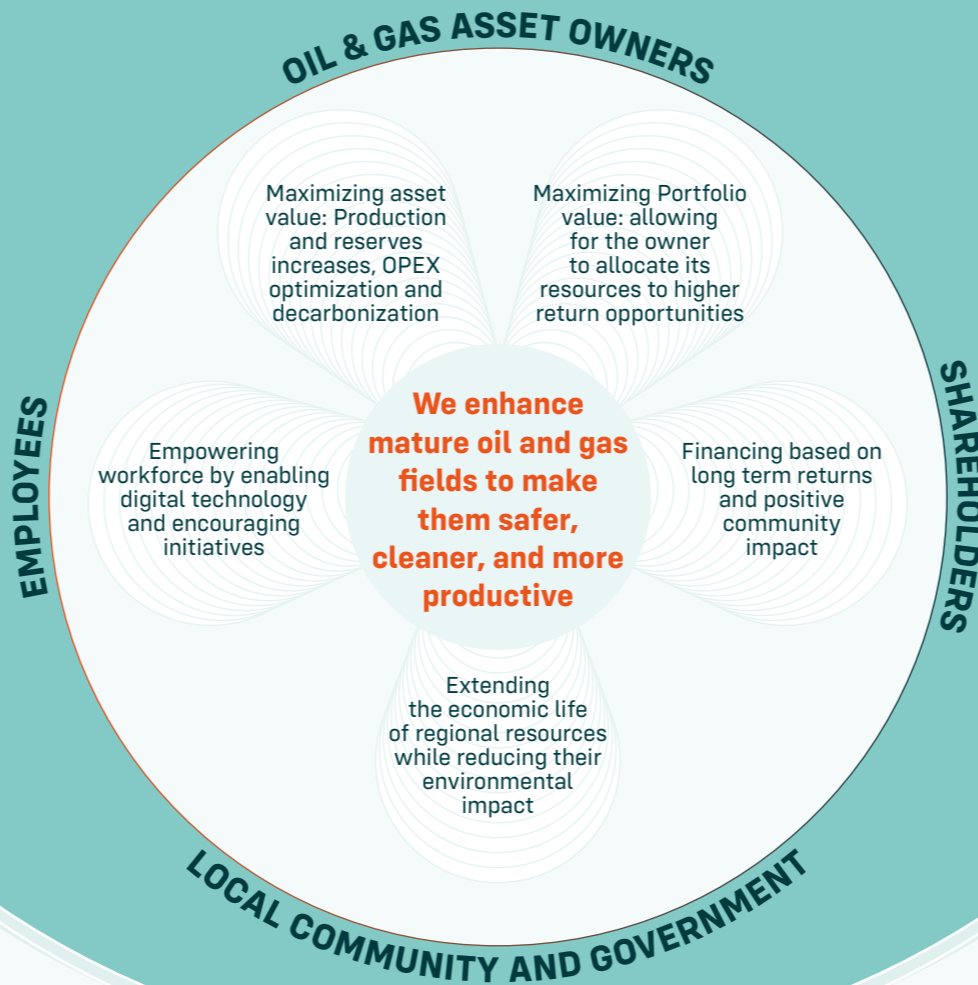 OIL & GAS ASSET OWNERS
Maximizing asset
value: Production
and reserves
increases, OPEX
optimization and
decarbonization
Maximizing Portfolio
value: allowing
for the owner
to allocate its
resources to higher
return opportunities
EMPLOYEES
Empowering
workforce by enabling
digital technology
and encouraging
initiatives
We enhance
mature oil and gas
fields to make
them safer,
cleaner, and more
productive
Financing based on
long term returns
and positive
community
impact
SHAREHOLDERS
Extending
the economic life
of regional resources
while reducing their
environmental
impact
LOCAL COMMUNITY AND GOVERNMENT